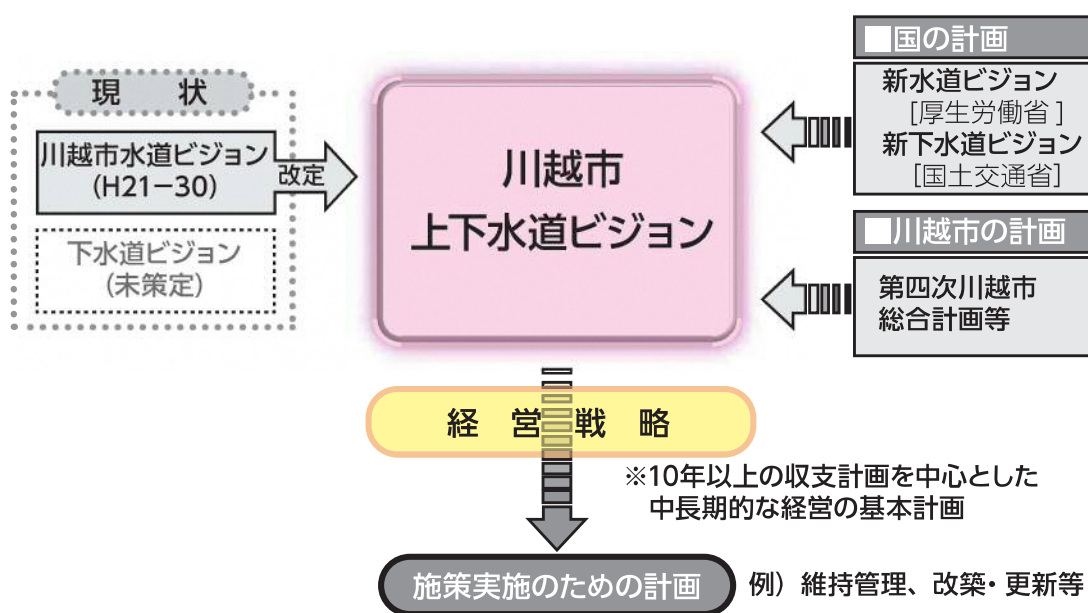 現　状
川越市水道ビジョン
(H21−30)
改定
下水道ビジョン
(未策定)
川越市
上下水道ビジョン
■国の計画
新水道ビジョン
[厚生労働省]
新下水道ビジョン
[国土交通省]
■川越市の計画
第四次川越市
総合計画等
経　営　戦　略
※10年以上の収支計画を中心とした
中長期的な経営の基本計画
施策実施のための計画
例）維持管理、改築・更新等